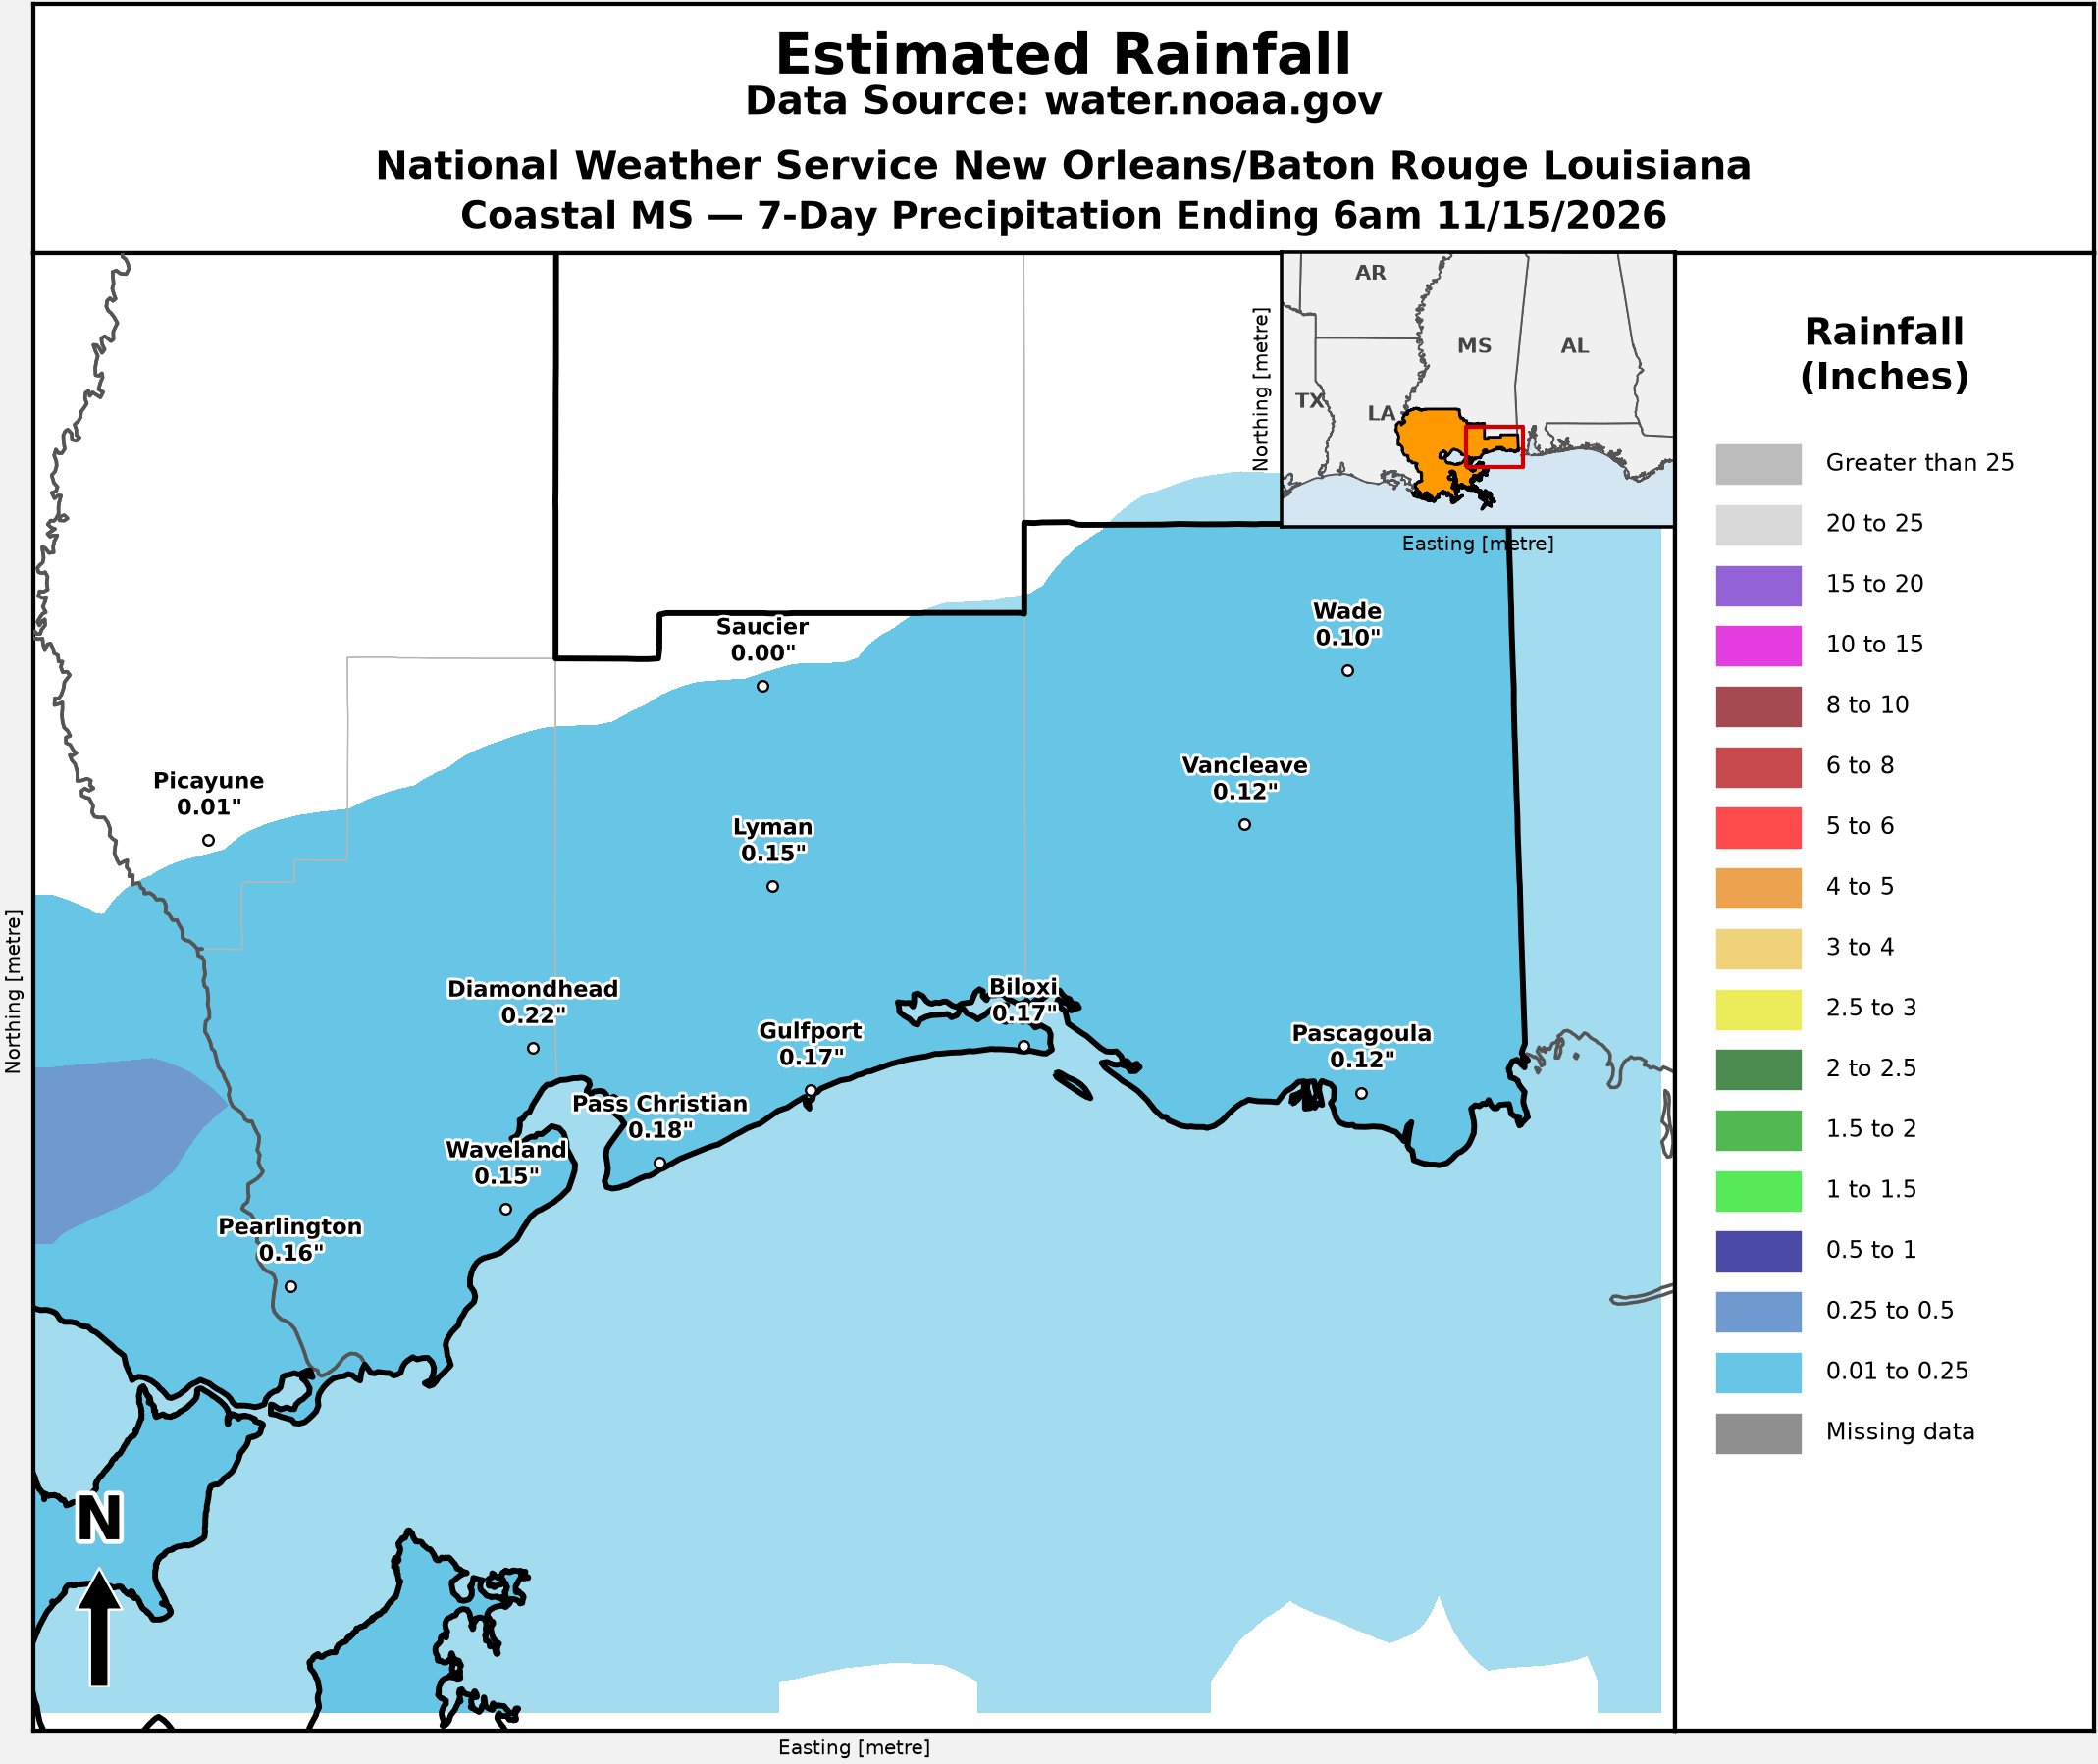 Estimated Rainfall
Data Source: water.noaa.gov
National Weather Service New Orleans/Baton Rouge Louisiana
Coastal MS — 7-Day Precipitation Ending 6am 11/15/2026
AR
MS
AL
TX
LA
Northing [metre]
Easting [metre]
Saucier
0.00"
Wade
0.10"
Picayune
0.01"
Vancleave
0.12"
Lyman
0.15"
Diamondhead
0.22"
Biloxi
0.17"
Gulfport
0.17"
Pascagoula
0.12"
Pass Christian
0.18"
Waveland
0.15"
Pearlington
0.16"
N
Northing [metre]
Easting [metre]
Rainfall
(Inches)
Greater than 25
20 to 25
15 to 20
10 to 15
8 to 10
6 to 8
5 to 6
4 to 5
3 to 4
2.5 to 3
2 to 2.5
1.5 to 2
1 to 1.5
0.5 to 1
0.25 to 0.5
0.01 to 0.25
Missing data